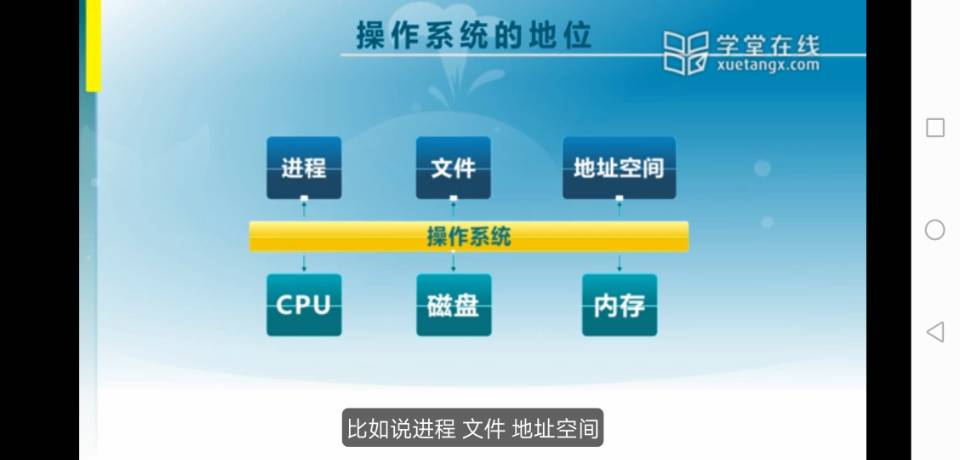 操作系统的地位
学堂在线
xuetangx.com
进程
文件
地址空间
操作系统
CPU
磁盘
内存
比如说进程 文件 地址空间